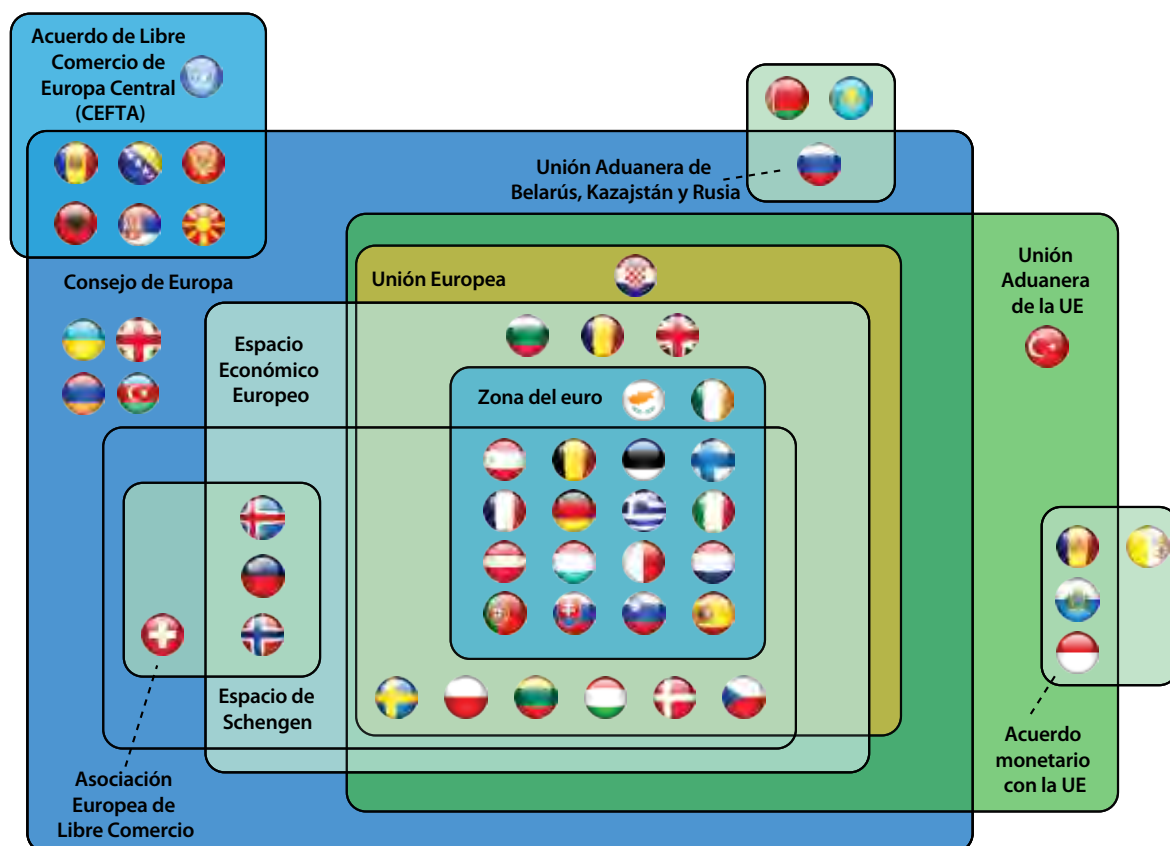 Acuerdo de Libre
Comercio de
Europa Central
(CEFTA)
Unión Aduanera de
Belarús, Kazajstán y Rusia
Consejo de Europa
Unión Europea
Unión
Aduanera
de la UE
Espacio
Económico
Europeo
Zona del euro
Espacio de
Schengen
Asociación
Europea de
Libre Comercio
Acuerdo
monetario
con la UE